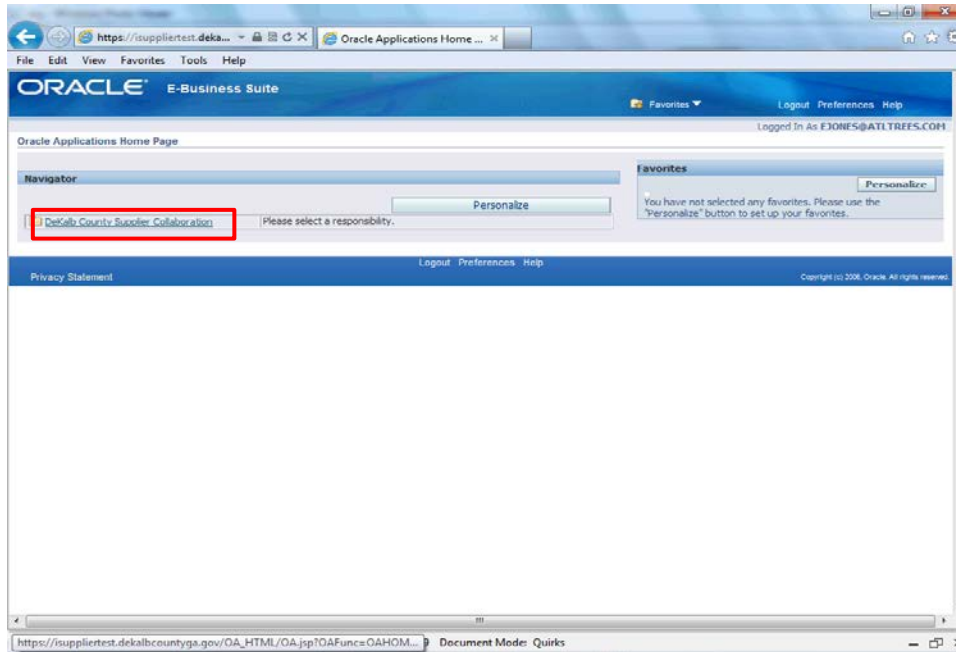 https://isuppliertest.deka...
Oracle Applications Home ...
File Edit View Favorites Tools Help
ORACLE® E-Business Suite
Favorites Logout Preferences Help
Logged In As EJONES@ATLTREES.COM
Oracle Applications Home Page
Navigator
Personalize
DeKalb County Supplier Collaboration
Please select a responsibility.
Favorites
Personalize
You have not selected any favorites. Please use the
"Personalize" button to set up your favorites.
Logout Preferences Help
Privacy Statement
Copyright (c) 2006, Oracle. All rights reserved.
https://isuppliertest.dekalbcountyga.gov/OA_HTML/OA.jsp?OAFunc=OAHOM...
Document Mode: Quirks